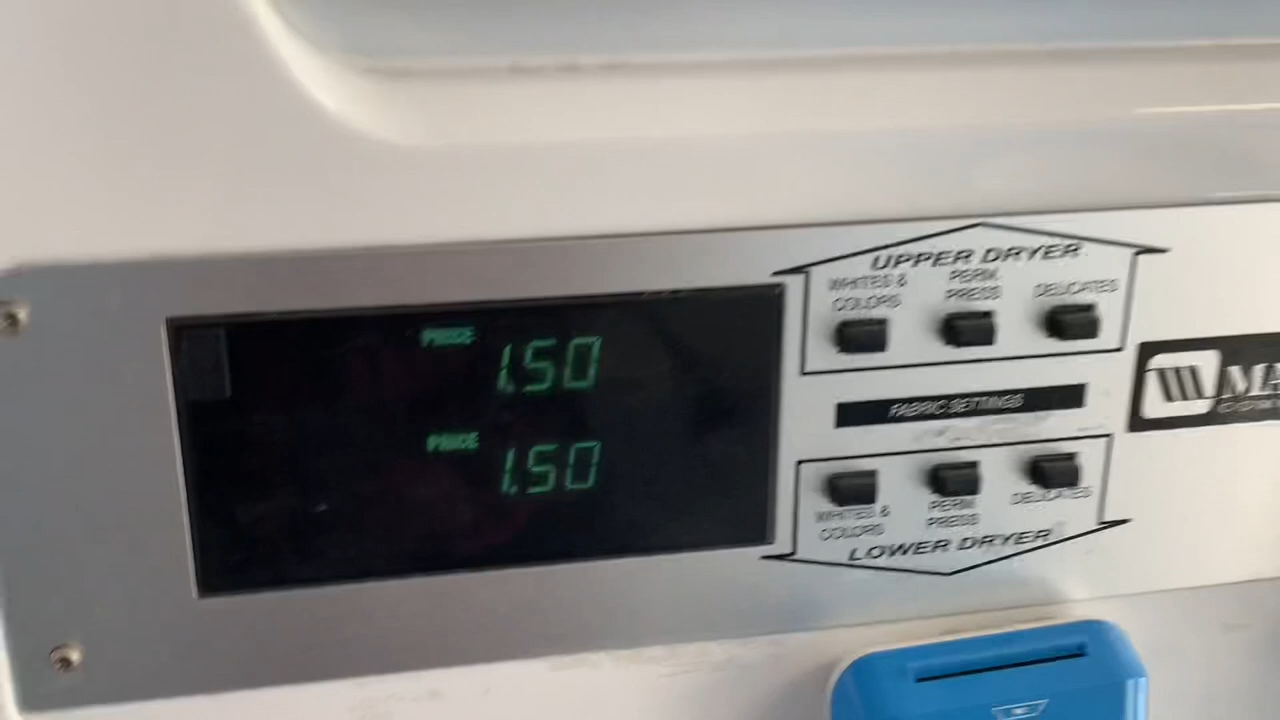 PRICE
1.50
PRICE
1.50
UPPER DRYER
WHITES &
COLORS
PERM
PRESS
DELICATES
FABRIC SETTINGS
WHITES &
COLORS
PERM
PRESS
DELICATES
LOWER DRYER
MA